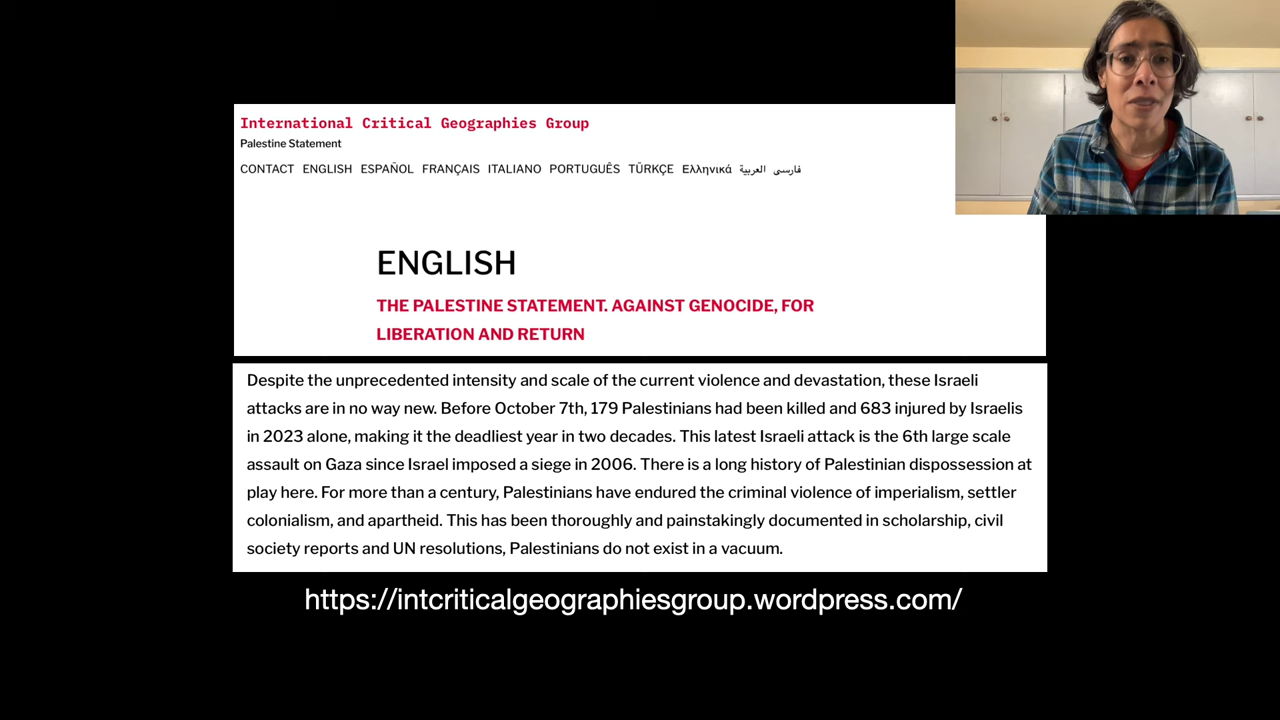 International Critical Geographies Group
Palestine Statement
CONTACT ENGLISH ESPAÑOL FRANÇAIS ITALIANO PORTUGUÊS TÜRKÇE Ελληνικά العربية فارسی
ENGLISH
THE PALESTINE STATEMENT. AGAINST GENOCIDE, FOR
LIBERATION AND RETURN
Despite the unprecedented intensity and scale of the current violence and devastation, these Israeli
attacks are in no way new. Before October 7th, 179 Palestinians had been killed and 683 injured by Israelis
in 2023 alone, making it the deadliest year in two decades. This latest Israeli attack is the 6th large scale
assault on Gaza since Israel imposed a siege in 2006. There is a long history of Palestinian dispossession at
play here. For more than a century, Palestinians have endured the criminal violence of imperialism, settler
colonialism, and apartheid. This has been thoroughly and painstakingly documented in scholarship, civil
society reports and UN resolutions, Palestinians do not exist in a vacuum.
https://intcriticalgeographiesgroup.wordpress.com/